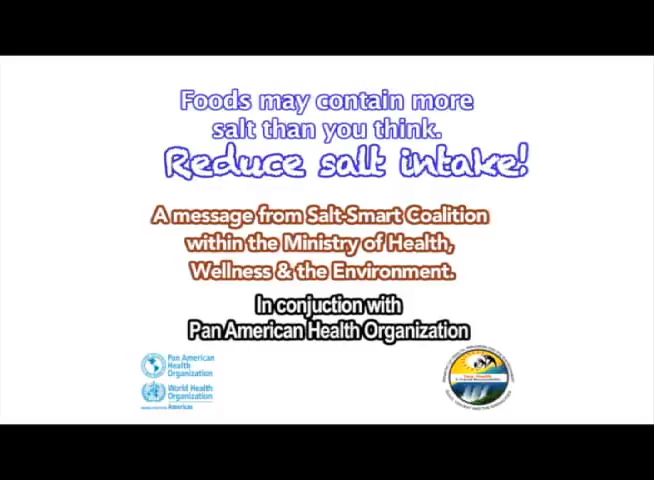 Foods may contain more
salt than you think.
Reduce salt intake!
A message from Salt-Smart Coalition
within the Ministry of Health,
Wellness & the Environment.
In conjuction with
Pan American Health Organization
Pan American
Health
Organization
World Health
Organization
Americas